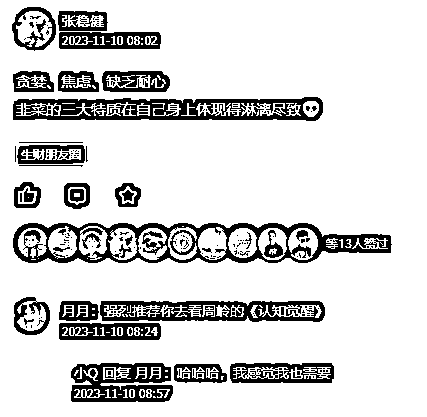 张稳健
2023-11-10 08:02
贪婪、焦虑、缺乏耐心
韭菜的三大特质在自己身上体现得淋漓尽致💀
生财朋友圈
等13人赞过
月月：强烈推荐你去看周岭的《认知觉醒》
2023-11-10 08:24
小Q 回复 月月：哈哈哈，我感觉我也需要
2023-11-10 08:57